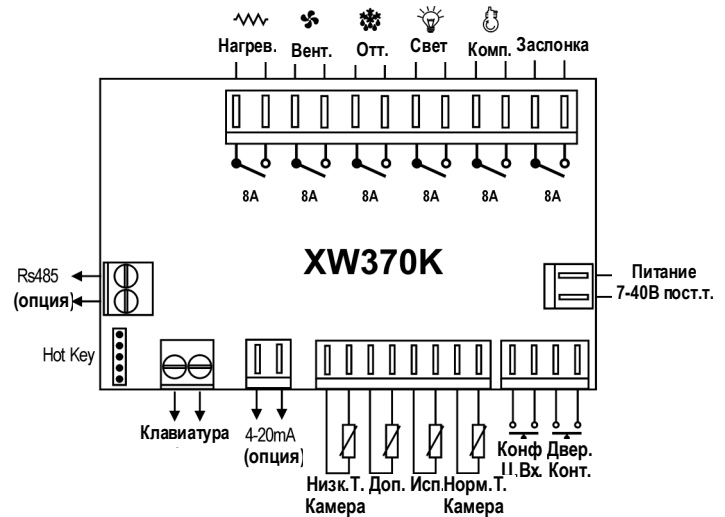 Нагрев. Вент. Отт. Свет Комп. Заслонка
8A 8A 8A 8A 8A 8A
XW370K
Rs485
(опция)
Питание
7-40В пост.т.
Hot Key
Клавиатура
4-20mA
(опция)
Низк.Т. Доп. Исп. Норм.Т.
Камера Камера
Конф Двер.
Ц.Вх. Конт.